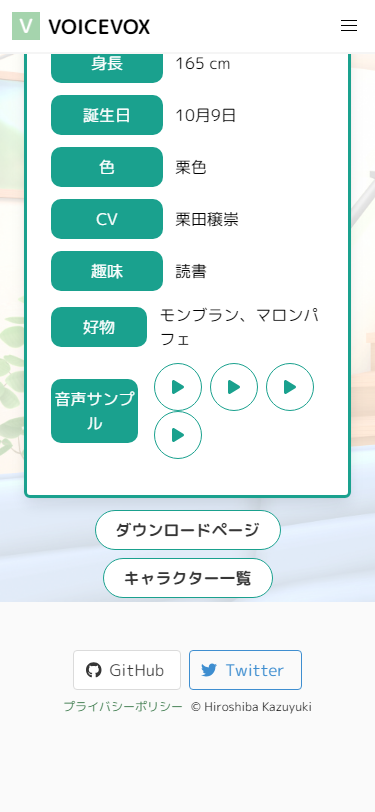 V VOICEVOX
身長 165 cm
誕生日 10月9日
色 栗色
CV 栗田穣崇
趣味 読書
好物 モンブラン、マロンパ
フェ
音声サンプ
ル
ダウンロードページ
キャラクター一覧
GitHub Twitter
プライバシーポリシー © Hiroshiba Kazuyuki